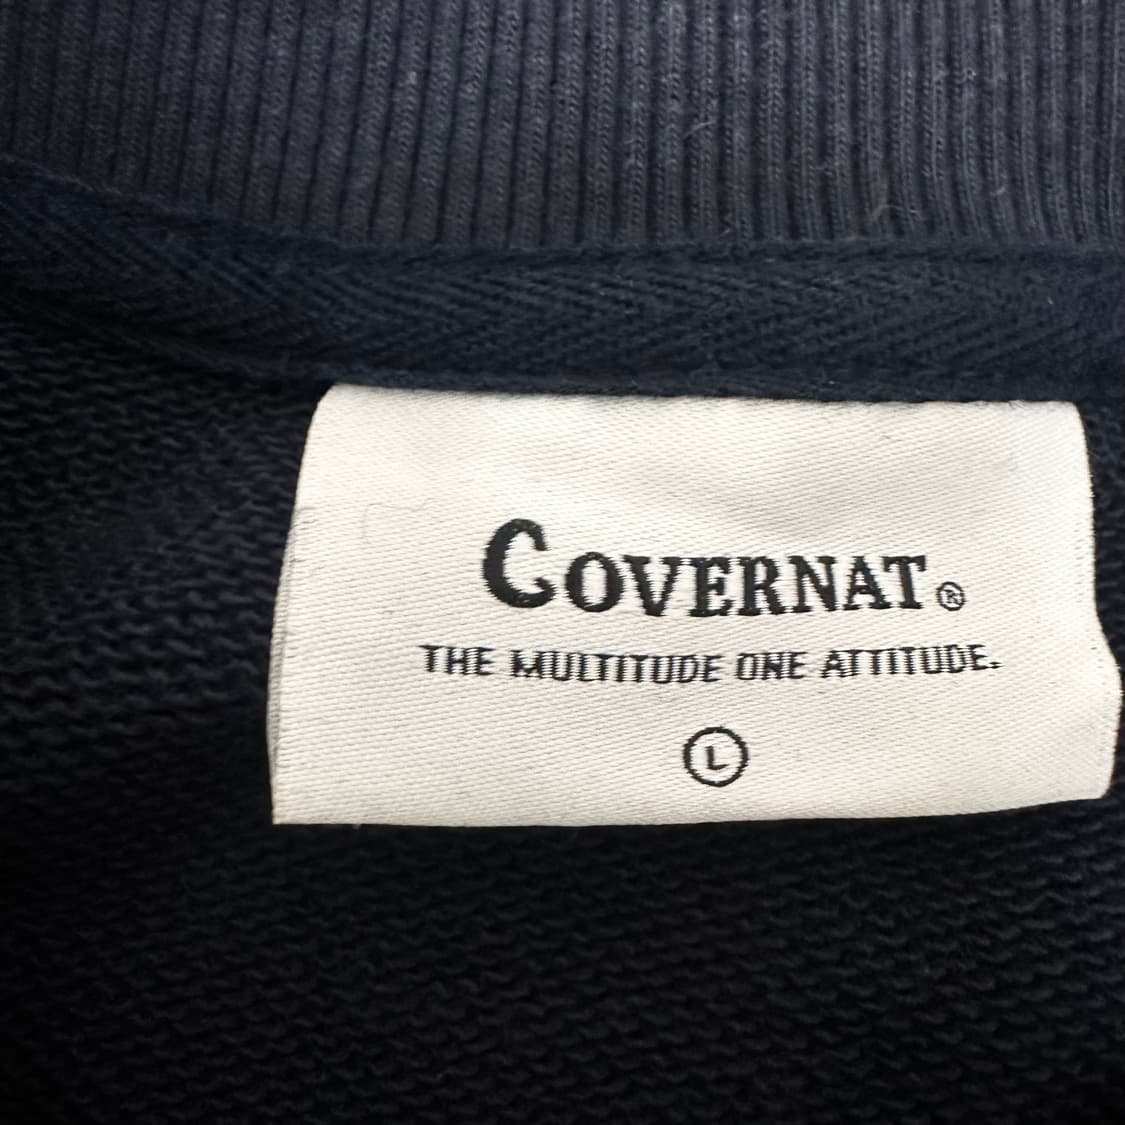 COVERNAT®
THE MULTITUDE ONE ATTITUDE.
L